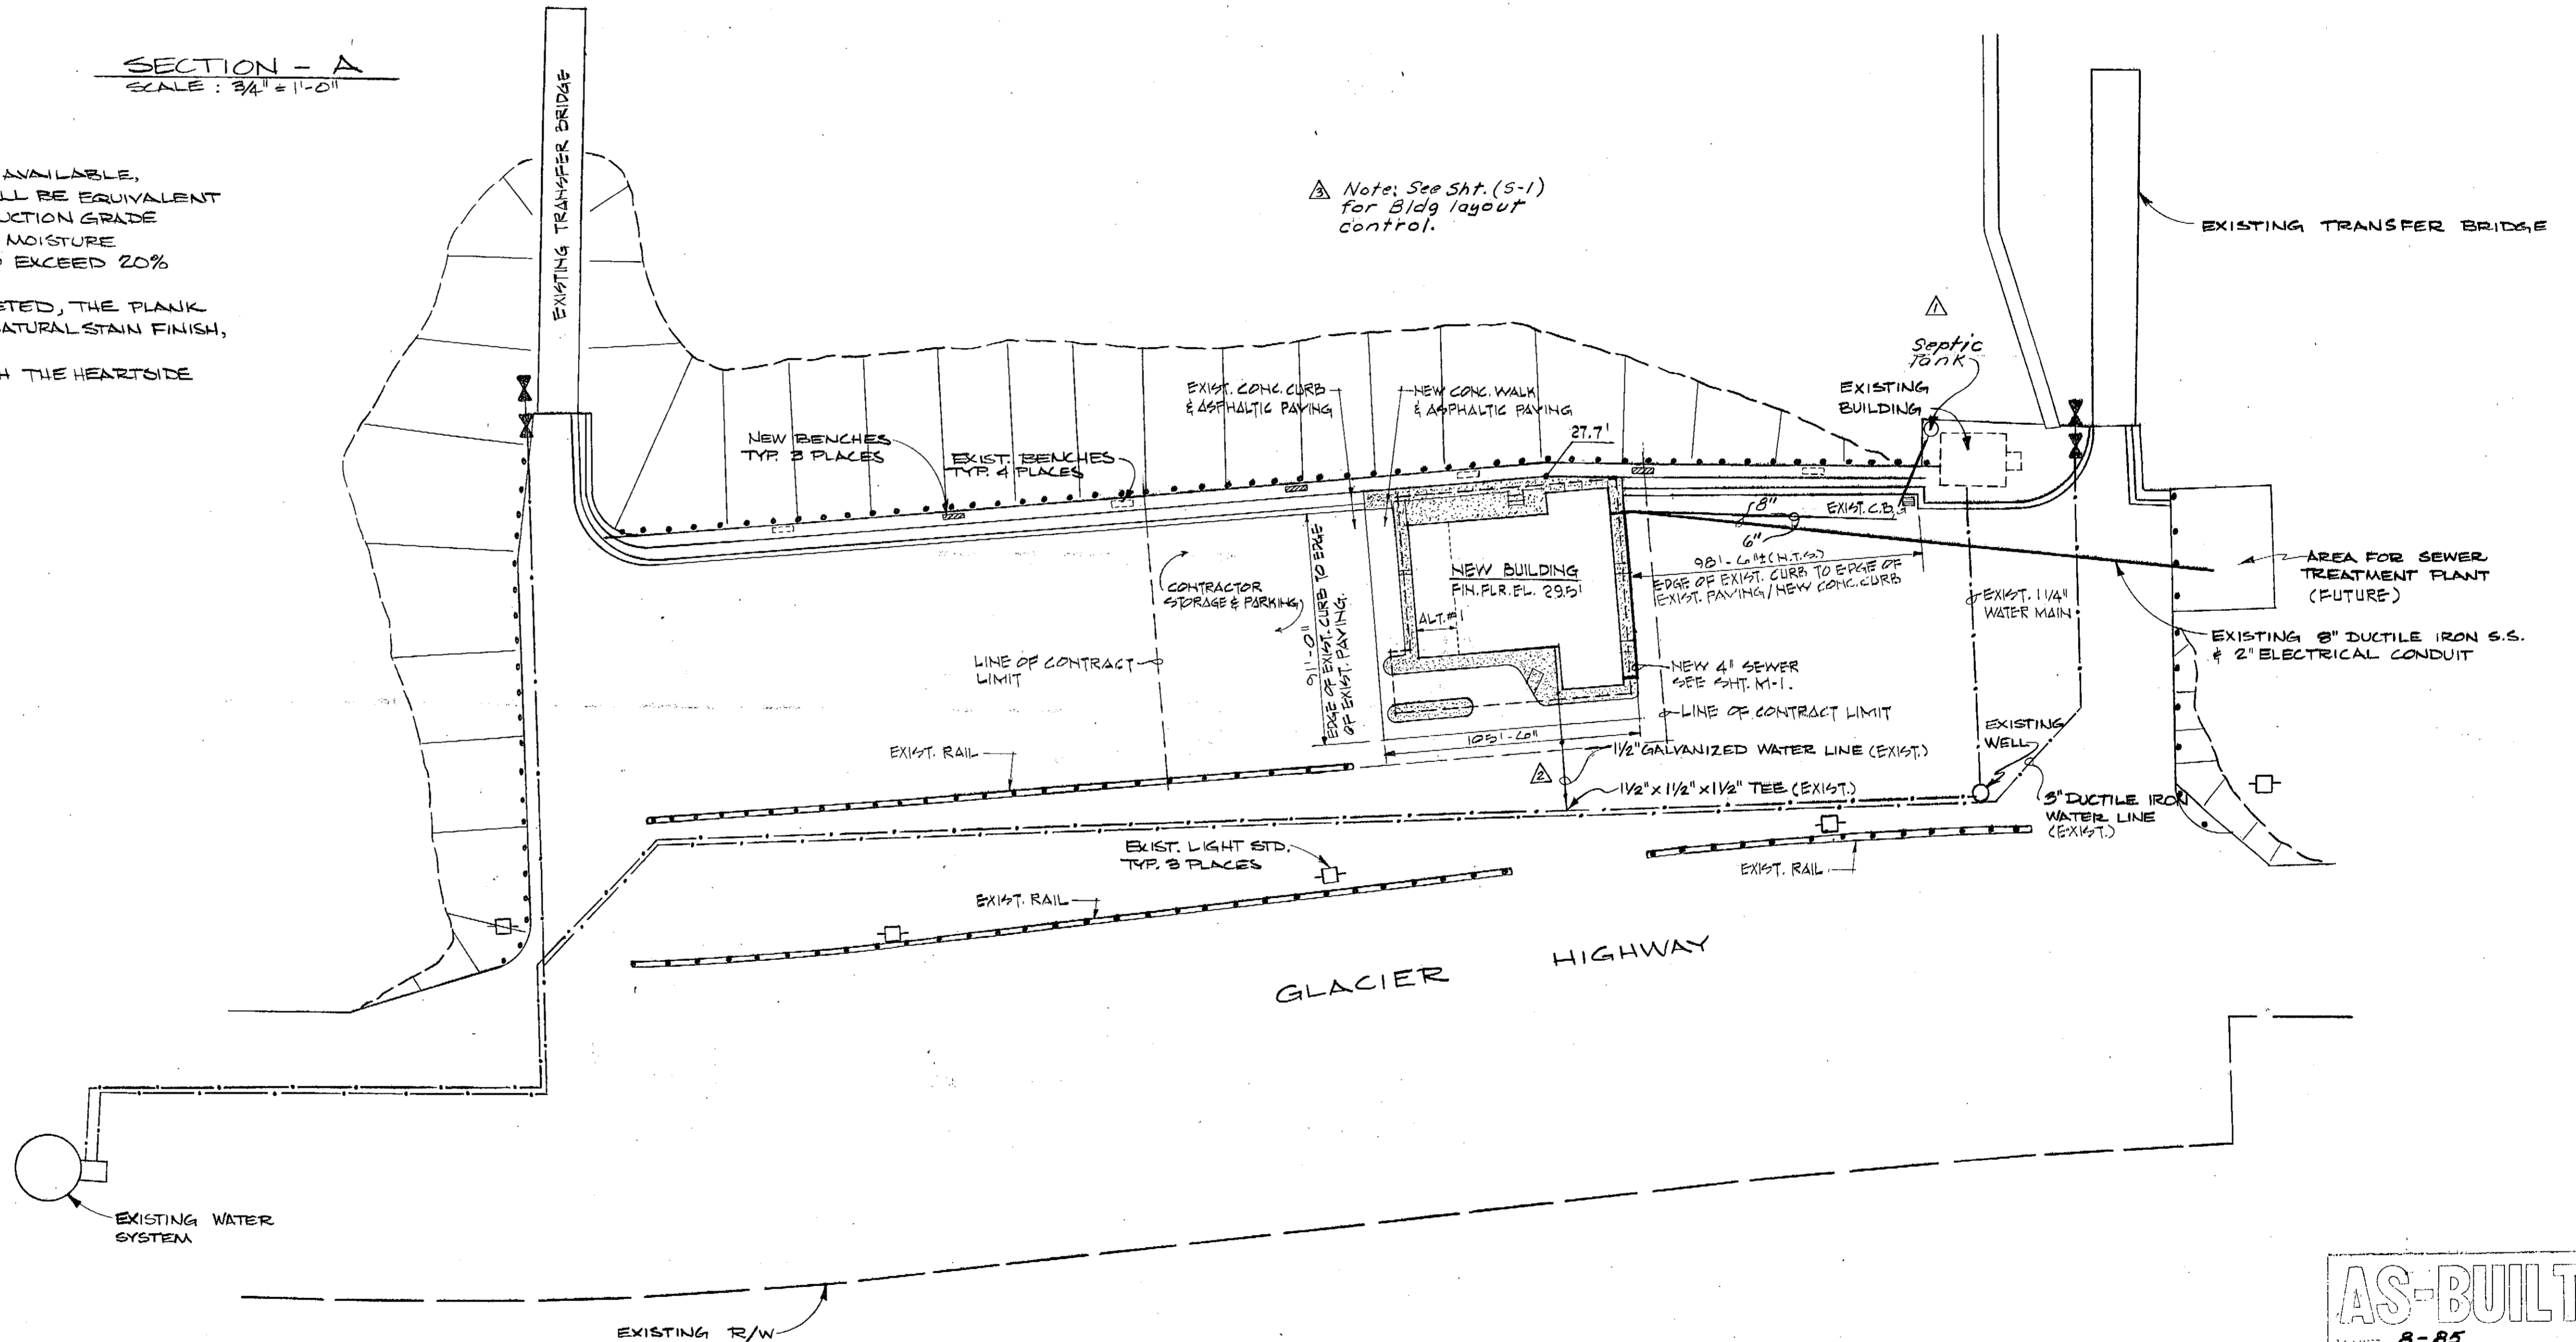 SECTION - A
SCALE : 3/4" = 1'-0"
AVAILABLE,
LL BE EQUIVALENT
UCTION GRADE
MOISTURE
EXCEED 20%
ETED, THE PLANK
NATURAL STAIN FINISH,
H THE HEARTSIDE
EXISTING TRANSFER BRIDGE
3 Note: See Sht. (S-1)
for Bldg layout
control.
EXISTING TRANSFER BRIDGE
1
Septic
Tank
EXISTING
BUILDING
EXIST. CONC. CURB
& ASPHALTIC PAVING
NEW CONC. WALK
& ASPHALTIC PAVING
27.7'
NEW BENCHES
TYP. 3 PLACES
EXIST. BENCHES
TYP. 4 PLACES
8"
6"
EXIST. C.B.
98'-6"± (N.T.S.)
EDGE OF EXIST. CURB TO EDGE OF
EXIST. PAVING/NEW CONC. CURB
NEW BUILDING
FIN. FLR. EL. 29.5'
ALT. #1
CONTRACTOR
STORAGE & PARKING
91'-0"
EDGE OF EXIST. CURB TO EDGE
OF EXIST. PAVING.
EXIST. 1 1/4"
WATER MAIN
AREA FOR SEWER
TREATMENT PLANT
(FUTURE)
EXISTING 8" DUCTILE IRON S.S.
& 2" ELECTRICAL CONDUIT
LINE OF CONTRACT
LIMIT
NEW 4" SEWER
SEE SHT. M-1.
LINE OF CONTRACT LIMIT
105'-6"
EXISTING
WELL
EXIST. RAIL
1 1/2" GALVANIZED WATER LINE (EXIST.)
2
1 1/2" x 1 1/2" x 1 1/2" TEE (EXIST.)
3" DUCTILE IRON
WATER LINE
(EXIST.)
EXIST. LIGHT STD.
TYP. 3 PLACES
EXIST. RAIL
EXIST. RAIL
GLACIER HIGHWAY
EXISTING WATER
SYSTEM
EXISTING R/W
AS-BUILT
8-85